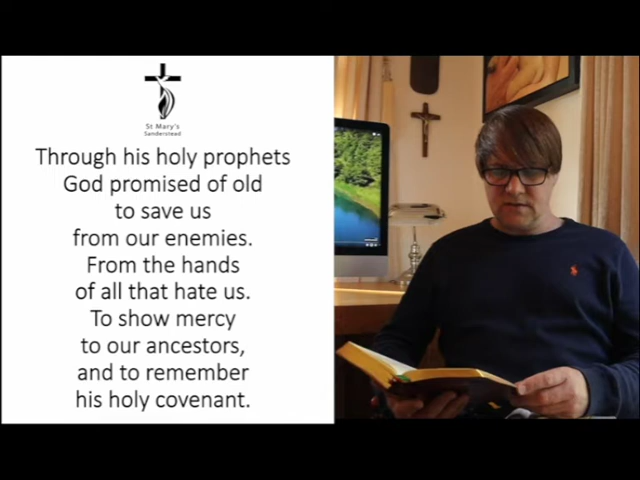 St Mary's
Sanderstead
Through his holy prophets
God promised of old
to save us
from our enemies.
From the hands
of all that hate us.
To show mercy
to our ancestors,
and to remember
his holy covenant.